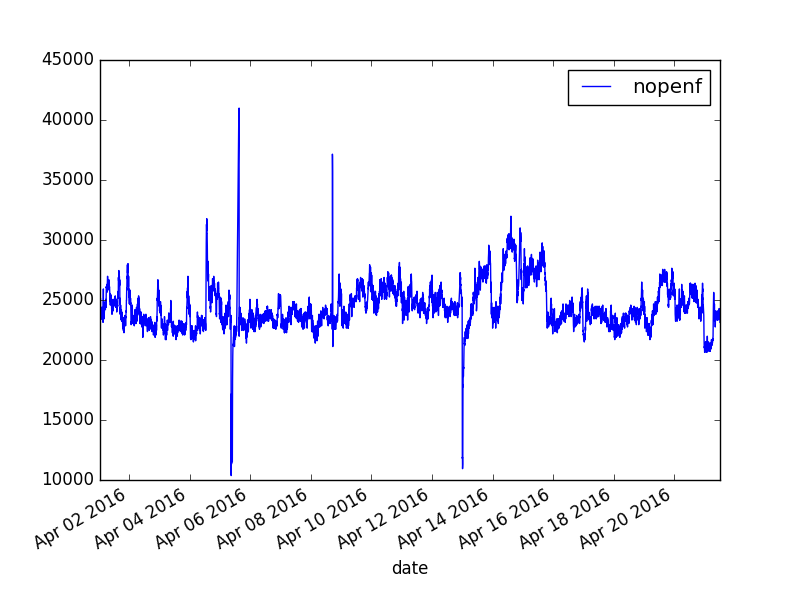 45000
40000
35000
30000
25000
20000
15000
10000
nopenf
Apr 02 2016
Apr 04 2016
Apr 06 2016
Apr 08 2016
Apr 10 2016
Apr 12 2016
Apr 14 2016
Apr 16 2016
Apr 18 2016
Apr 20 2016
date